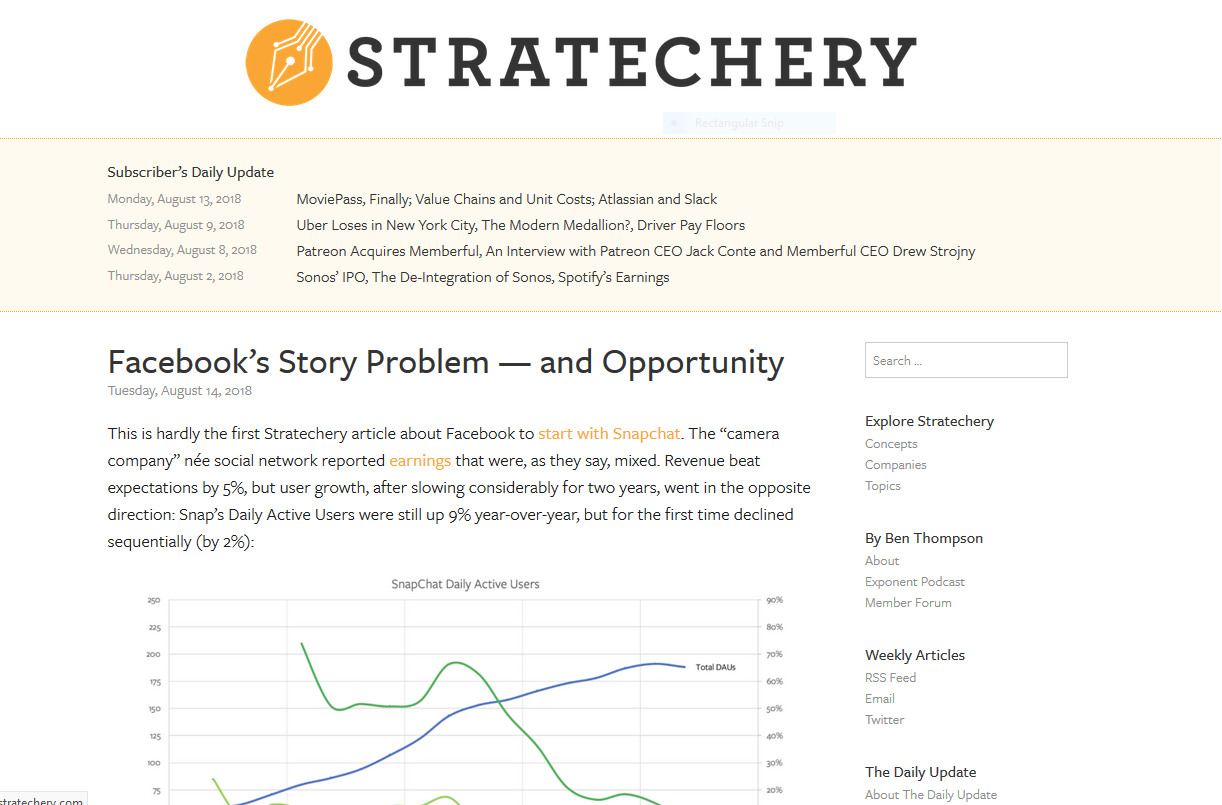 STRATECHERY
Rectangular Snip
Subscriber's Daily Update
Monday, August 13, 2018 MoviePass, Finally; Value Chains and Unit Costs; Atlassian and Slack
Thursday, August 9, 2018 Uber Loses in New York City, The Modern Medallion?, Driver Pay Floors
Wednesday, August 8, 2018 Patreon Acquires Memberful, An Interview with Patreon CEO Jack Conte and Memberful CEO Drew Strojny
Thursday, August 2, 2018 Sonos' IPO, The De-Integration of Sonos, Spotify's Earnings
Facebook's Story Problem — and Opportunity
Tuesday, August 14, 2018
This is hardly the first Stratechery article about Facebook to start with Snapchat. The “camera
company” née social network reported earnings that were, as they say, mixed. Revenue beat
expectations by 5%, but user growth, after slowing considerably for two years, went in the opposite
direction: Snap's Daily Active Users were still up 9% year-over-year, but for the first time declined
sequentially (by 2%):
SnapChat Daily Active Users
250 90%
225 80%
200 70%
Total DAUs
175 60%
150 50%
125 40%
100 30%
75 20%
Search ...
Explore Stratechery
Concepts
Companies
Topics
By Ben Thompson
About
Exponent Podcast
Member Forum
Weekly Articles
RSS Feed
Email
Twitter
The Daily Update
About The Daily Update
stratechery.com